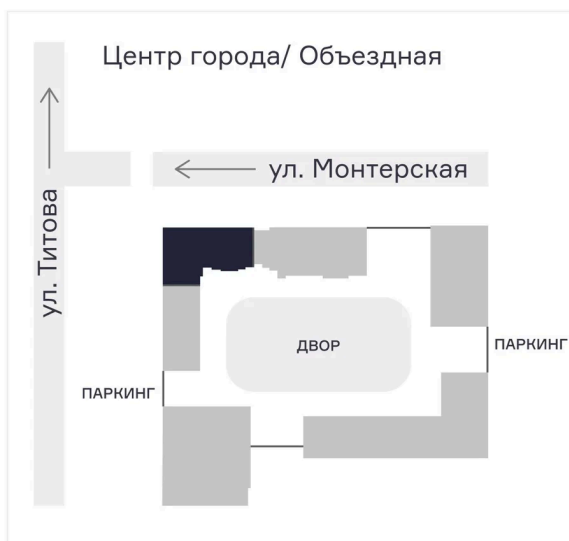 Центр города/ Объездная
ул. Монтерская
ул. Титова
ДВОР
ПАРКИНГ
ПАРКИНГ